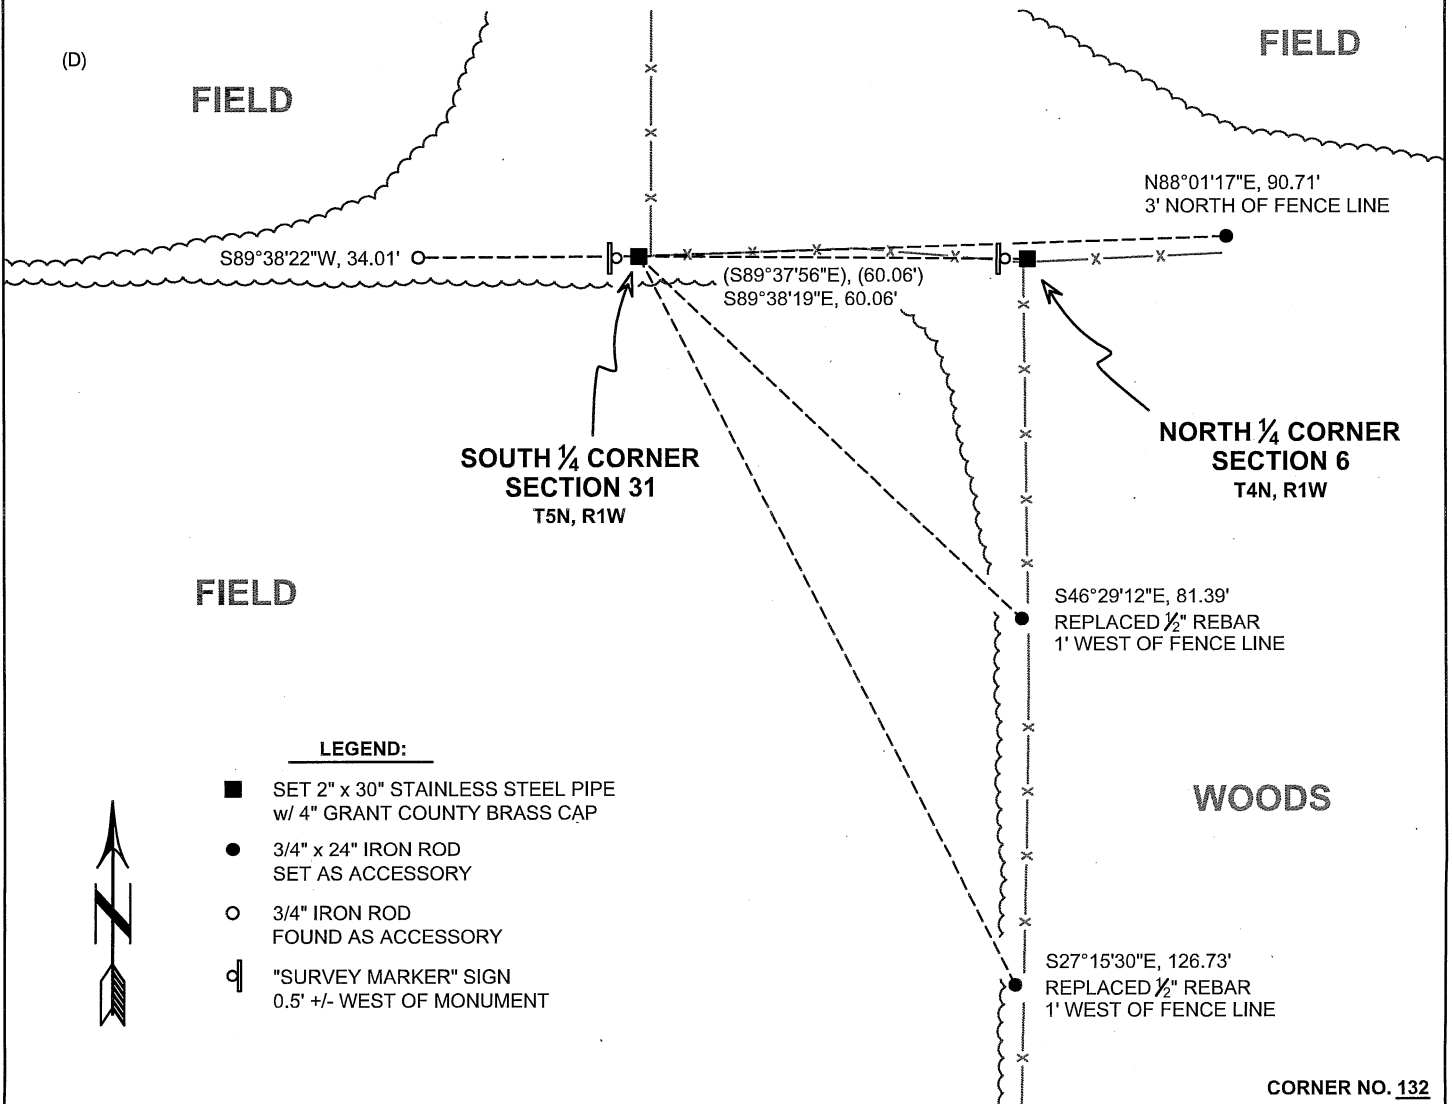 (D)
FIELD
FIELD
N88°01'17"E, 90.71'
3' NORTH OF FENCE LINE
S89°38'22"W, 34.01'
(S89°37'56"E), (60.06')
S89°38'19"E, 60.06'
SOUTH 1/4 CORNER
SECTION 31
T5N, R1W
NORTH 1/4 CORNER
SECTION 6
T4N, R1W
FIELD
S46°29'12"E, 81.39'
REPLACED 1/2" REBAR
1' WEST OF FENCE LINE
WOODS
LEGEND:
SET 2" x 30" STAINLESS STEEL PIPE
w/ 4" GRANT COUNTY BRASS CAP
3/4" x 24" IRON ROD
SET AS ACCESSORY
3/4" IRON ROD
FOUND AS ACCESSORY
"SURVEY MARKER" SIGN
0.5' +/- WEST OF MONUMENT
N
S27°15'30"E, 126.73'
REPLACED 1/2" REBAR
1' WEST OF FENCE LINE
CORNER NO. 132